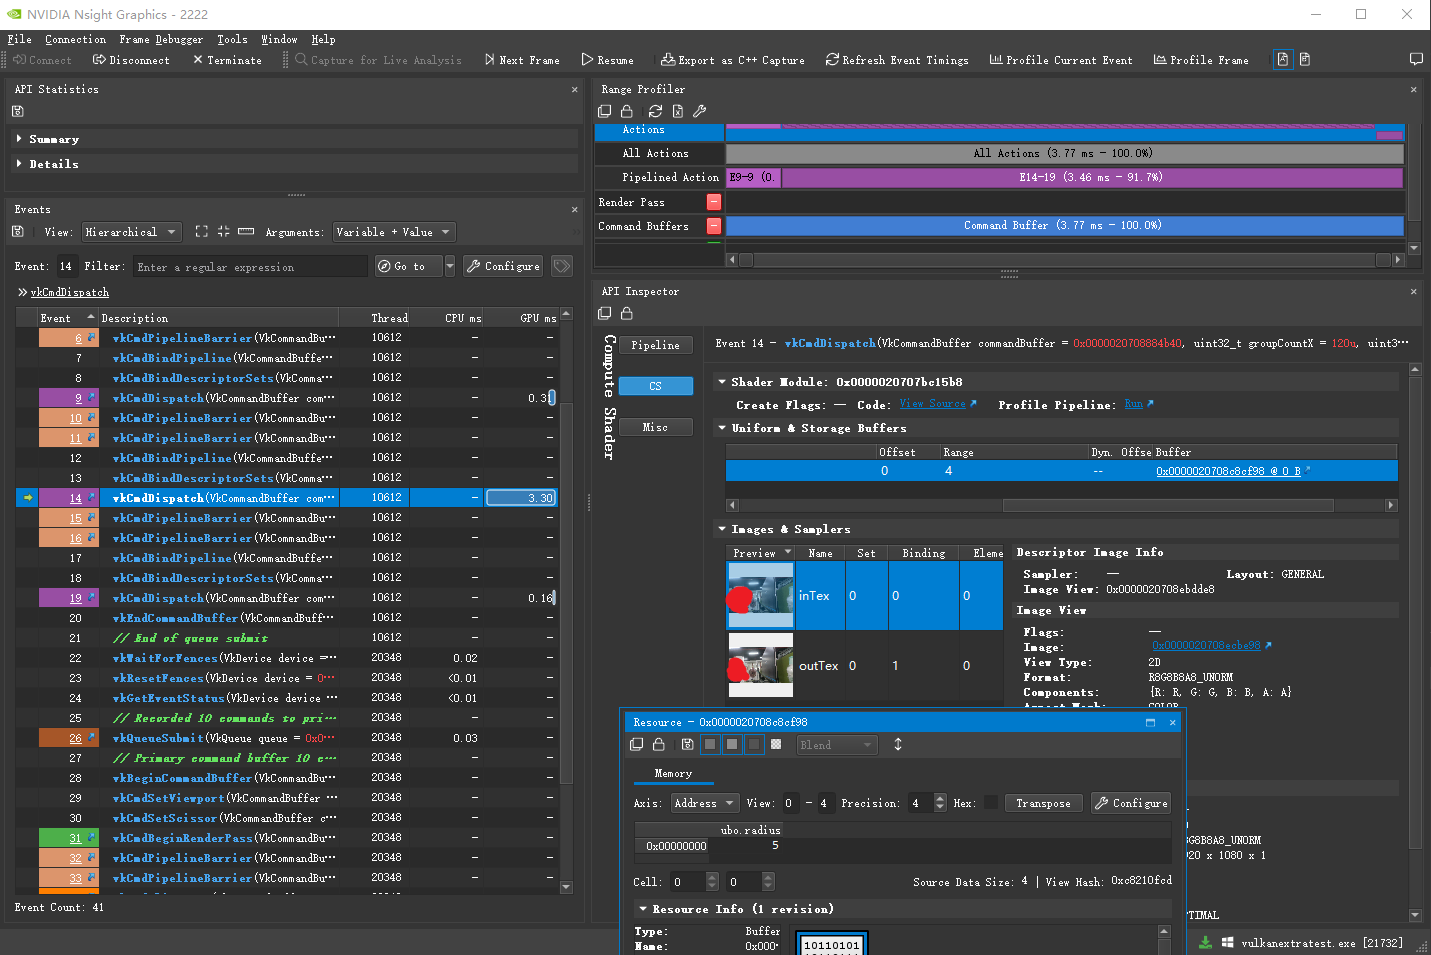 NVIDIA Nsight Graphics - 2222
File Connection Frame Debugger Tools Window Help
Connect Disconnect Terminate Capture for Live Analysis Next Frame Resume Export as C++ Capture Refresh Event Timings Profile Current Event Profile Frame
API Statistics
Summary
Details
Events
View: Hierarchical Arguments: Variable + Value
Event: 14 Filter: Enter a regular expression Go to Configure
vkCmdDispatch
Event Description Thread CPU ms GPU ms
6 vkCmdPipelineBarrier(VkCommandBu··· 10612 — —
7 vkCmdBindPipeline(VkCommandBuffe··· 10612 — —
8 vkCmdBindDescriptorSets(VkComma··· 10612 — —
9 vkCmdDispatch(VkCommandBuffer com··· 10612 — 0.31
10 vkCmdPipelineBarrier(VkCommandBu··· 10612 — —
11 vkCmdPipelineBarrier(VkCommandBu··· 10612 — —
12 vkCmdBindPipeline(VkCommandBuffe··· 10612 — —
13 vkCmdBindDescriptorSets(VkComma··· 10612 — —
14 vkCmdDispatch(VkCommandBuffer com··· 10612 — 3.30
15 vkCmdPipelineBarrier(VkCommandBu··· 10612 — —
16 vkCmdPipelineBarrier(VkCommandBu··· 10612 — —
17 vkCmdBindPipeline(VkCommandBuffe··· 10612 — —
18 vkCmdBindDescriptorSets(VkComma··· 10612 — —
19 vkCmdDispatch(VkCommandBuffer com··· 10612 — 0.16
20 vkEndCommandBuffer(VkCommandBuff··· 10612 — —
21 // End of queue submit 10612 — —
22 vkWaitForFences(VkDevice device =··· 20348 0.02 —
23 vkResetFences(VkDevice device = 0··· 20348 <0.01 —
24 vkGetEventStatus(VkDevice device ··· 20348 <0.01 —
25 // Recorded 10 commands to pri··· 20348 — —
26 vkQueueSubmit(VkQueue queue = 0x0··· 20348 0.03 —
27 // Primary command buffer 10 c··· 20348 — —
28 vkBeginCommandBuffer(VkCommandBu··· 20348 — —
29 vkCmdSetViewport(VkCommandBuffer ··· 20348 — —
30 vkCmdSetScissor(VkCommandBuffer c··· 20348 — —
31 vkCmdBeginRenderPass(VkCommandBu··· 20348 — —
32 vkCmdPipelineBarrier(VkCommandBu··· 20348 — —
33 vkCmdPipelineBarrier(VkCommandBu··· 20348 — —
Event Count: 41
Range Profiler
Actions
All Actions All Actions (3.77 ms - 100.0%)
Pipelined Action E9-9 (0. E14-19 (3.46 ms - 91.7%)
Render Pass
Command Buffers Command Buffer (3.77 ms - 100.0%)
API Inspector
Compute Shader
Pipeline
CS
Misc
Event 14 - vkCmdDispatch(VkCommandBuffer commandBuffer = 0x0000020708884b40, uint32_t groupCountX = 120u, uint3···
Shader Module: 0x0000020707bc15b8
Create Flags: — Code: View Source Profile Pipeline: Run
Uniform & Storage Buffers
Offset Range Dyn. Offse Buffer
0 4 -- 0x0000020708c8cf98 @ 0 B
Images & Samplers
Preview Name Set Binding Eleme
inTex 0 0 0
outTex 0 1 0
Descriptor Image Info
Sampler: — Layout: GENERAL
Image View: 0x0000020708ebdde8
Image View
Flags: —
Image: 0x0000020708ecbe98
View Type: 2D
Format: R8G8B8A8_UNORM
Components: {R: R, G: G, B: B, A: A}
Resource - 0x0000020708c8cf98
Blend
Memory
Axis: Address View: 0 - 4 Precision: 4 Hex: Transpose Configure
ubo.radius
0x00000000 5
Cell: 0 0 Source Data Size: 4 | View Hash: 0xc8210fcd
Resource Info (1 revision)
Type: Buffer
Name: 0x000·
10110101
8G8B8A8_UNORM
20 x 1080 x 1
TIMAL
vulkanextratest.exe [21732]